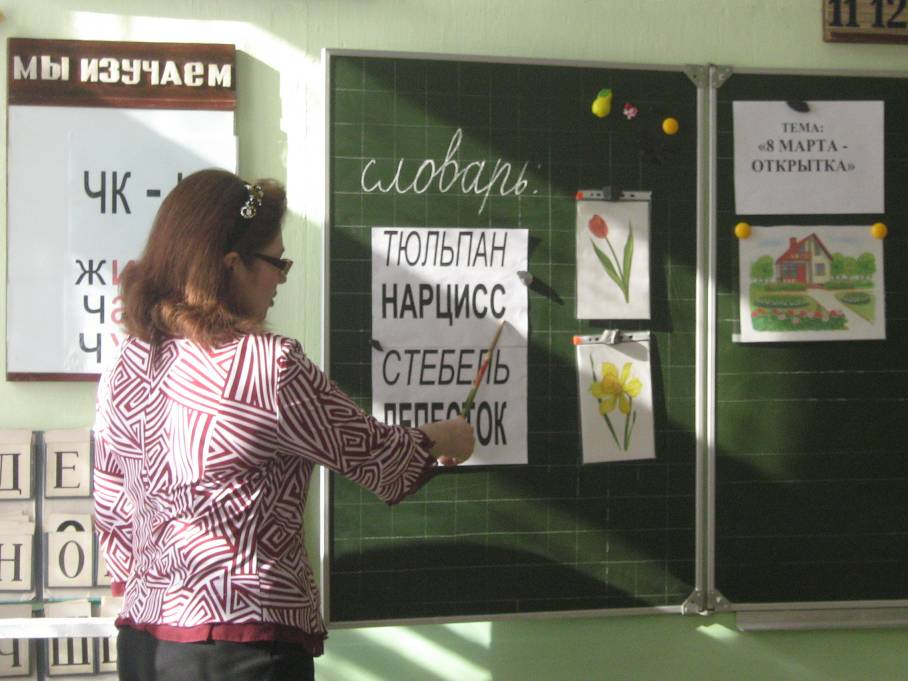 МЫ ИЗУЧАЕМ
ЧК -
Ж
Ч
Ч
словарь:
ТЮЛЬПАН
НАРЦИСС
СТЕБЕЛЬ
ЛЕПЕСТОК
ТЕМА:
«8 МАРТА -
ОТКРЫТКА»
11 12
Д Е
Н О
Ч Ш